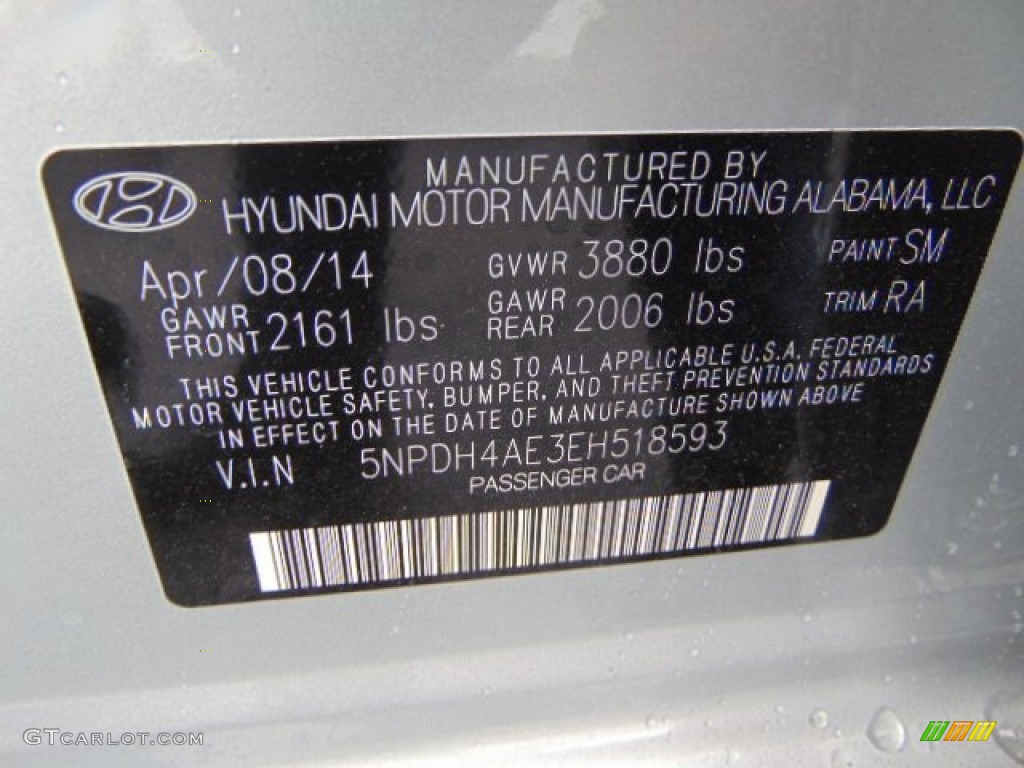 MANUFACTURED BY
HYUNDAI MOTOR MANUFACTURING ALABAMA, LLC
Apr/08/14 GVWR 3880 lbs PAINT SM
GAWR FRONT 2161 lbs GAWR REAR 2006 lbs TRIM RA
THIS VEHICLE CONFORMS TO ALL APPLICABLE U.S.A. FEDERAL
MOTOR VEHICLE SAFETY, BUMPER, AND THEFT PREVENTION STANDARDS
IN EFFECT ON THE DATE OF MANUFACTURE SHOWN ABOVE
V.I.N 5NPDH4AE3EH518593
PASSENGER CAR
GTCARLOT.COM